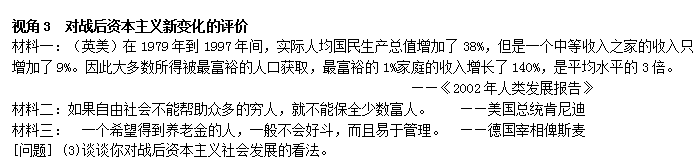 视角3　对战后资本主义新变化的评价
材料一：（英美）在 1979 年到 1997 年间，实际人均国民生产总值增加了 38%，但是一个中等收入之家的收入只
增加了 9%。因此大多数所得被最富裕的人口获取，最富裕的 1%家庭的收入增长了 140%，是平均水平的 3 倍。
——《2002 年人类发展报告》
材料二：如果自由社会不能帮助众多的穷人，就不能保全少数富人。　——美国总统肯尼迪
材料三：　一个希望得到养老金的人，一般不会好斗，而且易于管理。　——德国宰相俾斯麦
[问题]　(3)谈谈你对战后资本主义社会发展的看法。